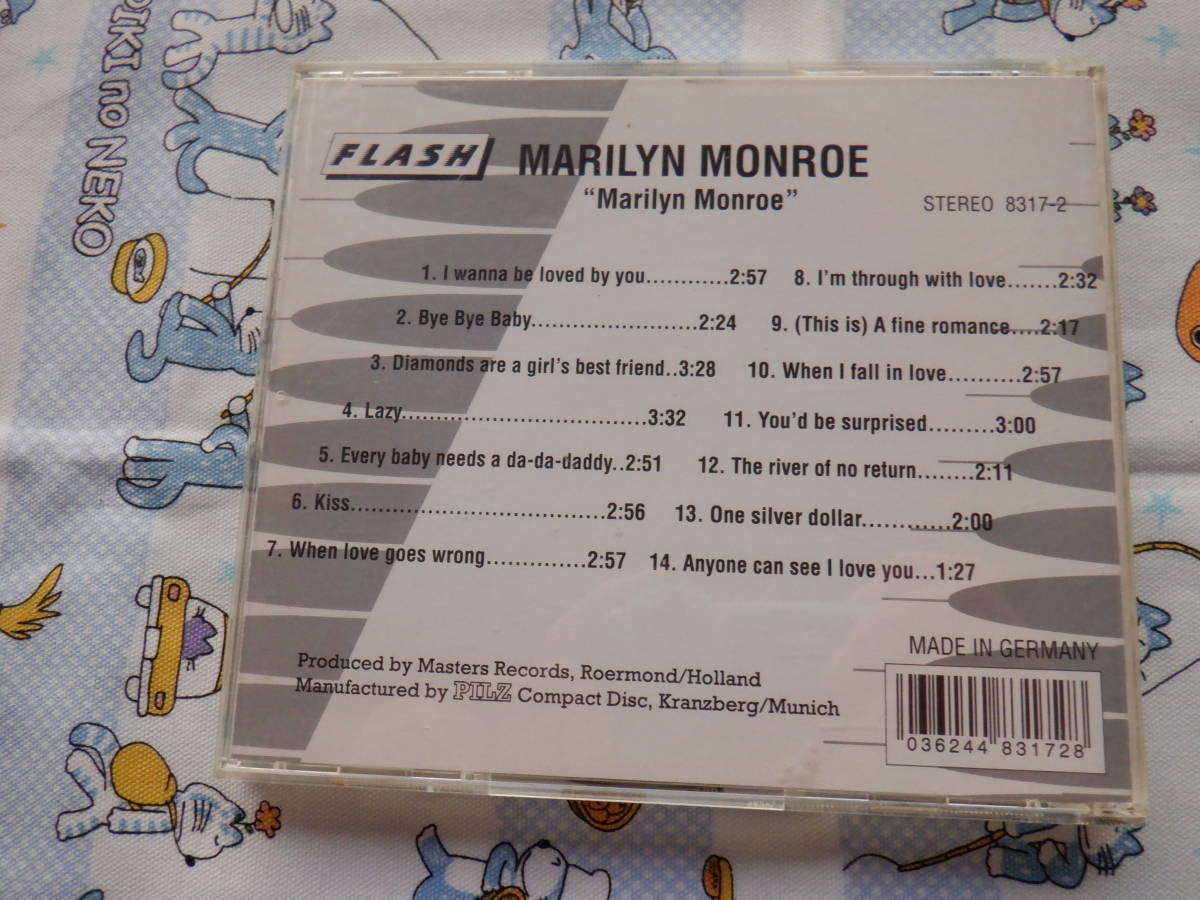 PIKI no NEKO
FLASH
MARILYN MONROE
“Marilyn Monroe”
STEREO 8317-2
1. I wanna be loved by you............2:57
2. Bye Bye Baby........................2:24
3. Diamonds are a girl's best friend..3:28
4. Lazy...................................3:32
5. Every baby needs a da-da-daddy..2:51
6. Kiss.....................................2:56
7. When love goes wrong..............2:57
8. I'm through with love.......2:32
9. (This is) A fine romance....2:17
10. When I fall in love..........2:57
11. You'd be surprised.........3:00
12. The river of no return........2:11
13. One silver dollar............2:00
14. Anyone can see I love you...1:27
Produced by Masters Records, Roermond/Holland
Manufactured by PILZ Compact Disc, Kranzberg/Munich
MADE IN GERMANY
036244 831728